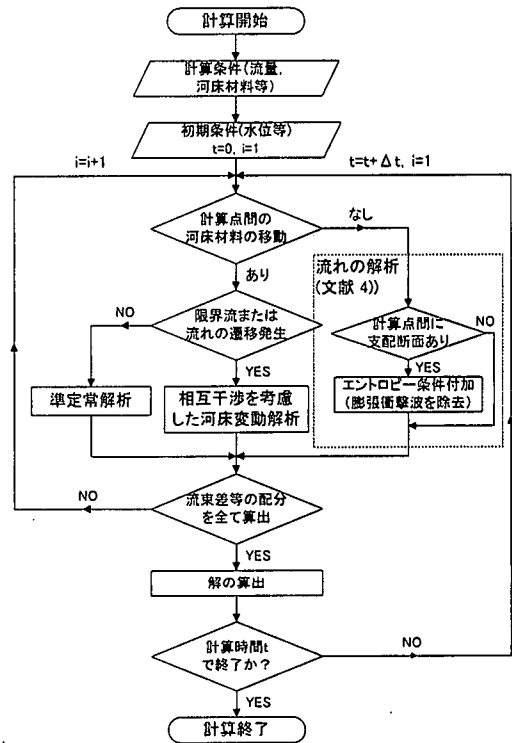 計算開始
計算条件(流量,
河床材料等)
初期条件(水位等)
t=0, i=1
i=i+1
t=t+Δt, i=1
計算点間の
河床材料の移動
なし
あり
流れの解析
(文献 4))
限界流または
流れの遷移発生
NO
YES
計算点間に
支配断面あり
NO
YES
準定常解析
相互干渉を考慮
した河床変動解析
エントロピー条件付加
(膨張衝撃波を除去)
流束差等の配分
を全て算出
NO
YES
解の算出
計算時間t
で終了か?
NO
YES
計算終了